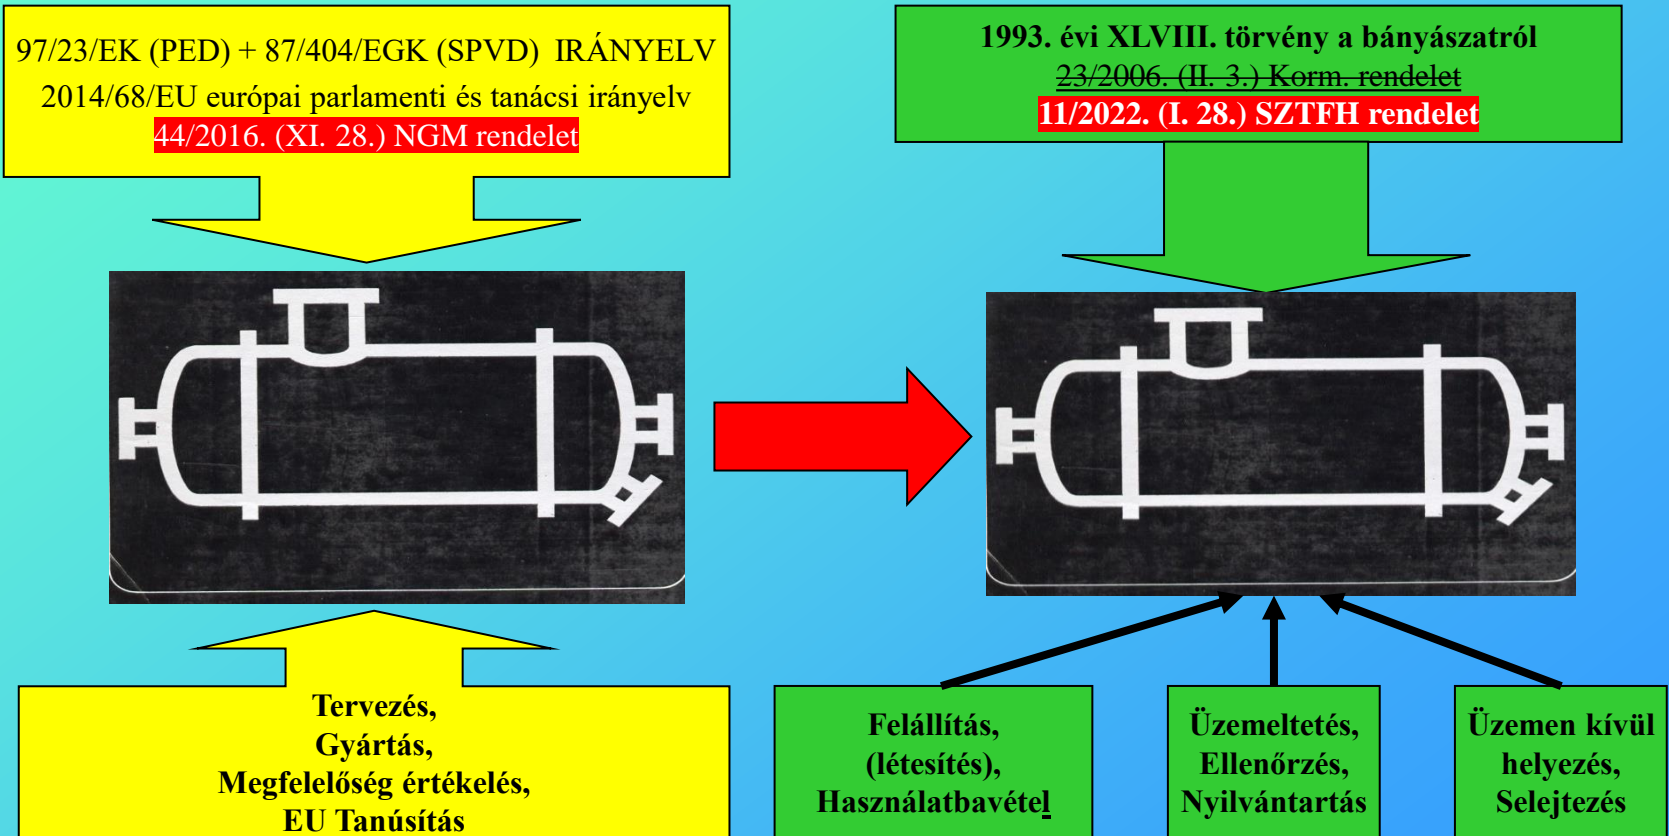 97/23/EK (PED) + 87/404/EGK (SPVD) IRÁNYELV
2014/68/EU európai parlamenti és tanácsi irányelv
44/2016. (XI. 28.) NGM rendelet
1993. évi XLVIII. törvény a bányászatról
23/2006. (II. 3.) Korm. rendelet
11/2022. (I. 28.) SZTFH rendelet
Tervezés,
Gyártás,
Megfelelőség értékelés,
EU Tanúsítás
Felállítás,
(létesítés),
Használatbavétel
Üzemeltetés,
Ellenőrzés,
Nyilvántartás
Üzemen kívül
helyezés,
Selejtezés